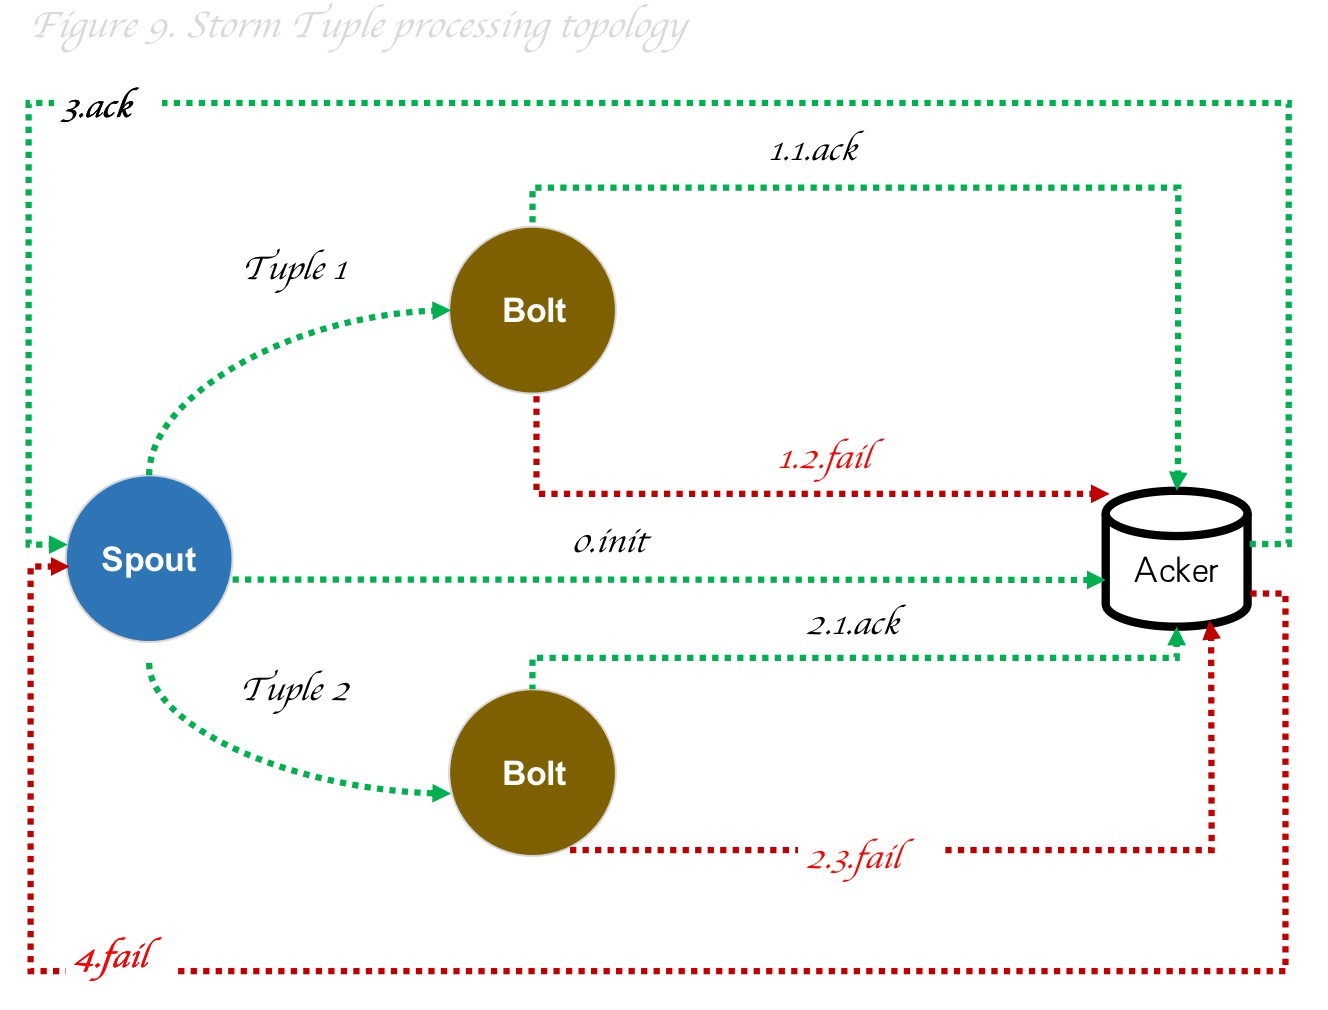 Figure 9. Storm Tuple processing topology
3.ack
1.1.ack
Tuple 1
Bolt
1.2.fail
0.init
Spout
Acker
2.1.ack
Tuple 2
Bolt
2.3.fail
4.fail